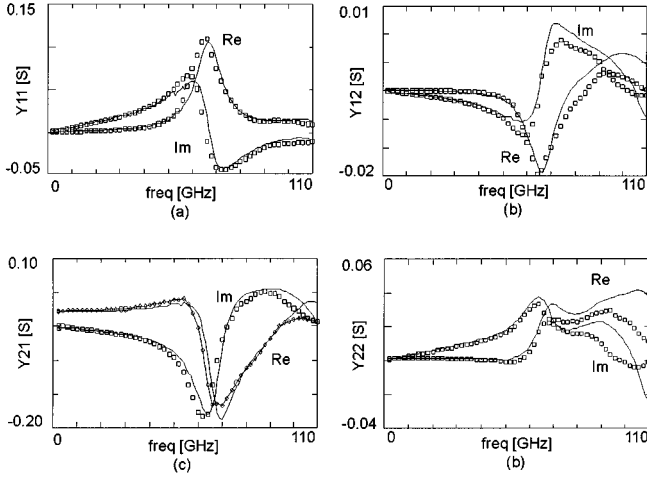 0.15
Y11 [S]
Re
Im
-0.05
0
110
freq [GHz]
(a)
0.01
Y12 [S]
Im
Re
-0.02
0
110
freq [GHz]
(b)
0.10
Y21 [S]
Im
Re
-0.20
0
110
freq [GHz]
(c)
0.06
Y22 [S]
Re
Im
-0.04
0
110
freq [GHz]
(b)